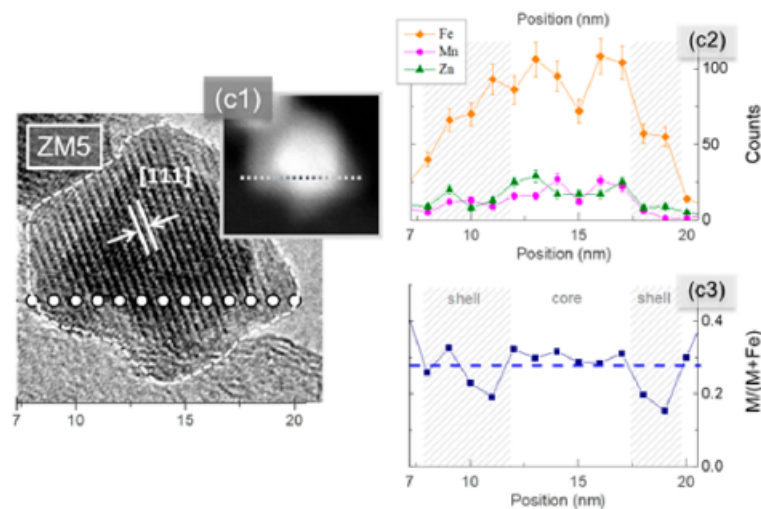 ZM5
(c1)
[111]
7 10 15 20
Position (nm)
Fe
Mn
Zn
(c2)
100
50
0
Counts
7 10 15 20
Position (nm)
(c3)
shell core shell
0.4
0.2
0.0
M/(M+Fe)
7 10 15 20
Position (nm)